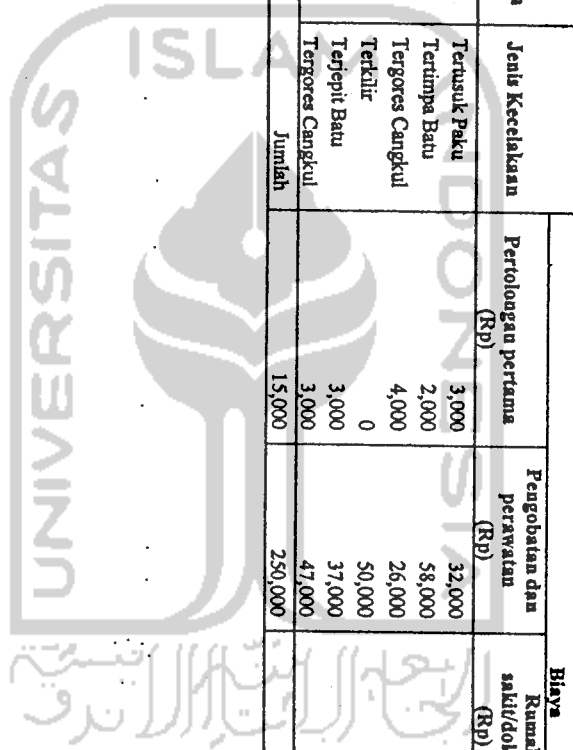 Biaya
Jenis Kecelakaan Pertolongan pertama (Rp) Pengobatan dan perawatan (Rp) (Rp)
Tertusuk Paku 3,000 32,000
Tertimpa Batu 2,000 58,000
Tergores Cangkul 4,000 26,000
Terkilir 0 50,000
Terjepit Batu 3,000 37,000
Tergores Cangkul 3,000 47,000
Jumlah 15,000 250,000
UNIVERSITAS
ISLAM
INDONESIA